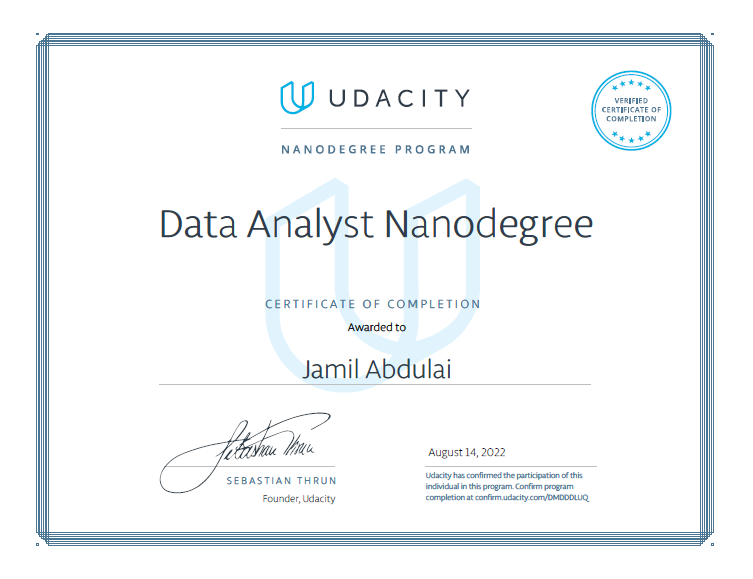 UDACITY
VERIFIED
CERTIFICATE OF
COMPLETION
NANODEGREE PROGRAM
Data Analyst Nanodegree
CERTIFICATE OF COMPLETION
Awarded to
Jamil Abdulai
Sebastian Thrun
SEBASTIAN THRUN
Founder, Udacity
August 14, 2022
Udacity has confirmed the participation of this
individual in this program. Confirm program
completion at confirm.udacity.com/DMDDDLUQ